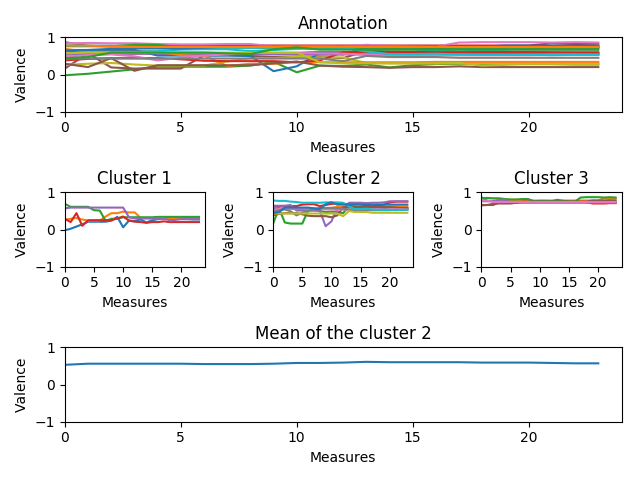 Annotation
Valence
1
0
-1
0 5 10 15 20
Measures
Cluster 1 Cluster 2 Cluster 3
Valence Valence Valence
1 1 1
0 0 0
-1 -1 -1
0 5 10 15 20 0 5 10 15 20 0 5 10 15 20
Measures Measures Measures
Mean of the cluster 2
Valence
1
0
-1
0 5 10 15 20
Measures